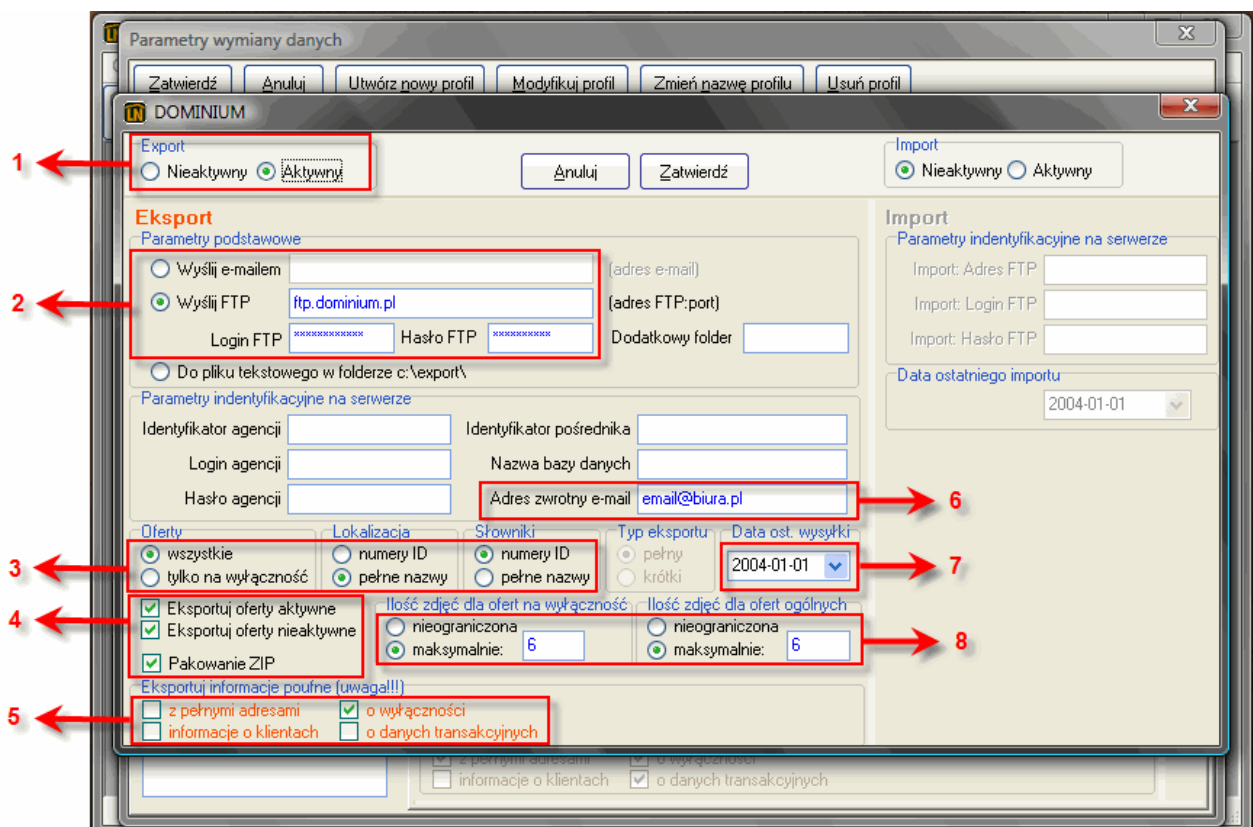 Parametry wymiany danych
Zatwierdź Anuluj Utwórz nowy profil Modyfikuj profil Zmień nazwę profilu Usuń profil
DOMINIUM
1
Export
Nieaktywny Aktywny
Anuluj Zatwierdź
Import
Nieaktywny Aktywny
Eksport
Parametry podstawowe
2
Wyślij e-mailem (adres e-mail)
Wyślij FTP ftp.dominium.pl (adres FTP:port)
Login FTP ************ Hasło FTP ********** Dodatkowy folder
Do pliku tekstowego w folderze c:\export\
Import
Parametry indentyfikacyjne na serwerze
Import: Adres FTP
Import: Login FTP
Import: Hasło FTP
Data ostatniego importu
2004-01-01
Parametry indentyfikacyjne na serwerze
Identyfikator agencji Identyfikator pośrednika
Login agencji Nazwa bazy danych
Hasło agencji Adres zwrotny e-mail email@biura.pl 6
3
Oferty
wszystkie
tylko na wyłączność
Lokalizacja
numery ID
pełne nazwy
Słowniki
numery ID
pełne nazwy
Typ eksportu
pełny
krótki
Data ost. wysyłki
2004-01-01
7
4
Eksportuj oferty aktywne
Eksportuj oferty nieaktywne
Pakowanie ZIP
Ilość zdjęć dla ofert na wyłączność
nieograniczona
maksymalnie: 6
Ilość zdjęć dla ofert ogólnych
nieograniczona
maksymalnie: 6
8
5
Eksportuj informacje poufne (uwaga!!!)
z pełnymi adresami o wyłączności
informacje o klientach o danych transakcyjnych
z pełnymi adresami o wyłączności
informacje o klientach o danych transakcyjnych